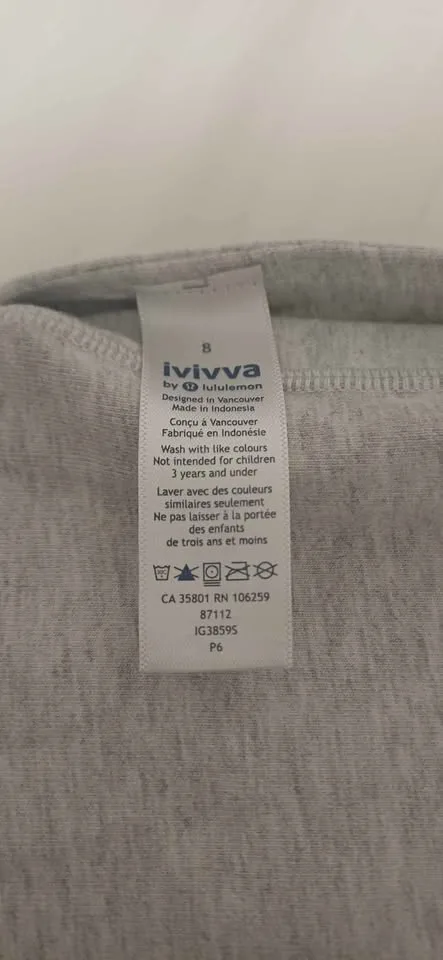 8
ivivva
by lululemon
Designed in Vancouver
Made in Indonesia
Conçu à Vancouver
Fabriqué en Indonésie
Wash with like colours
Not intended for children
3 years and under
Laver avec des couleurs
similaires seulement
Ne pas laisser à la portée
des enfants
de trois ans et moins
CA 35801 RN 106259
87112
IG3859S
P6